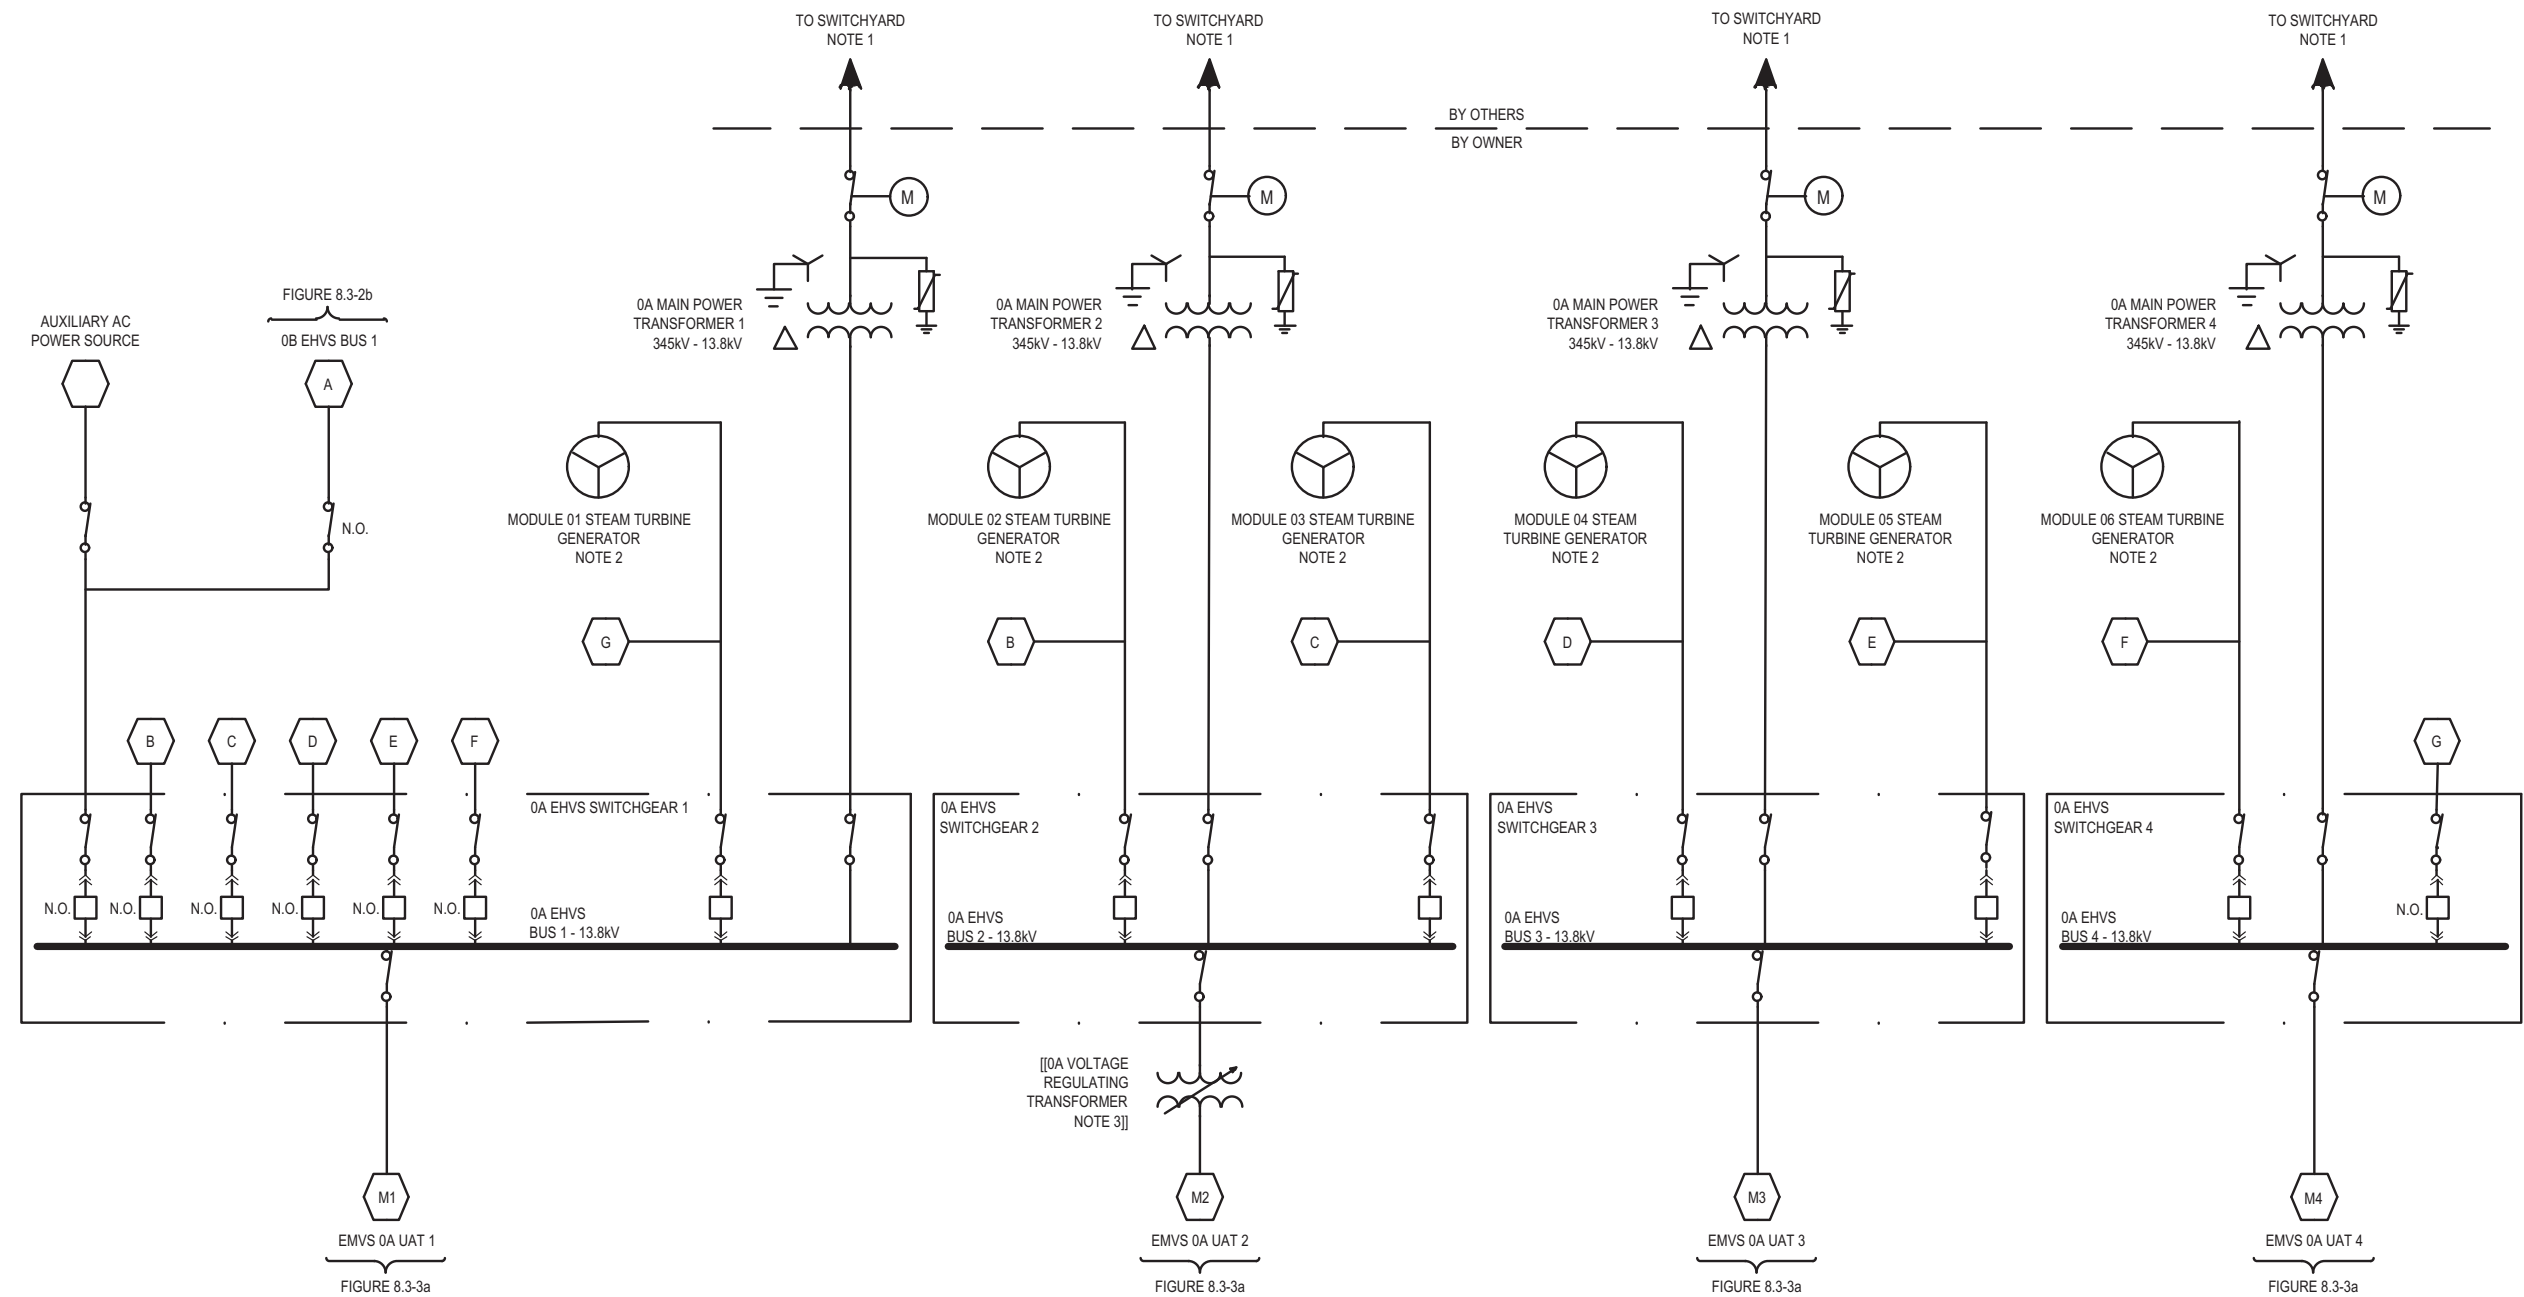 TO SWITCHYARD
NOTE 1
TO SWITCHYARD
NOTE 1
TO SWITCHYARD
NOTE 1
TO SWITCHYARD
NOTE 1
BY OTHERS
BY OWNER
M
M
M
M
FIGURE 8.3-2b
0B EHVS BUS 1
AUXILIARY AC
POWER SOURCE
A
N.O.
0A MAIN POWER
TRANSFORMER 1
345kV - 13.8kV
0A MAIN POWER
TRANSFORMER 2
345kV - 13.8kV
0A MAIN POWER
TRANSFORMER 3
345kV - 13.8kV
0A MAIN POWER
TRANSFORMER 4
345kV - 13.8kV
MODULE 01 STEAM TURBINE
GENERATOR
NOTE 2
MODULE 02 STEAM TURBINE
GENERATOR
NOTE 2
MODULE 03 STEAM TURBINE
GENERATOR
NOTE 2
MODULE 04 STEAM
TURBINE GENERATOR
NOTE 2
MODULE 05 STEAM
TURBINE GENERATOR
NOTE 2
MODULE 06 STEAM TURBINE
GENERATOR
NOTE 2
G
B
C
D
E
F
B
C
D
E
F
G
0A EHVS SWITCHGEAR 1
0A EHVS
SWITCHGEAR 2
0A EHVS
SWITCHGEAR 3
0A EHVS
SWITCHGEAR 4
N.O.
N.O.
N.O.
N.O.
N.O.
N.O.
N.O.
0A EHVS
BUS 1 - 13.8kV
0A EHVS
BUS 2 - 13.8kV
0A EHVS
BUS 3 - 13.8kV
0A EHVS
BUS 4 - 13.8kV
[[0A VOLTAGE
REGULATING
TRANSFORMER
NOTE 3]]
M1
M2
M3
M4
EMVS 0A UAT 1
FIGURE 8.3-3a
EMVS 0A UAT 2
FIGURE 8.3-3a
EMVS 0A UAT 3
FIGURE 8.3-3a
EMVS 0A UAT 4
FIGURE 8.3-3a